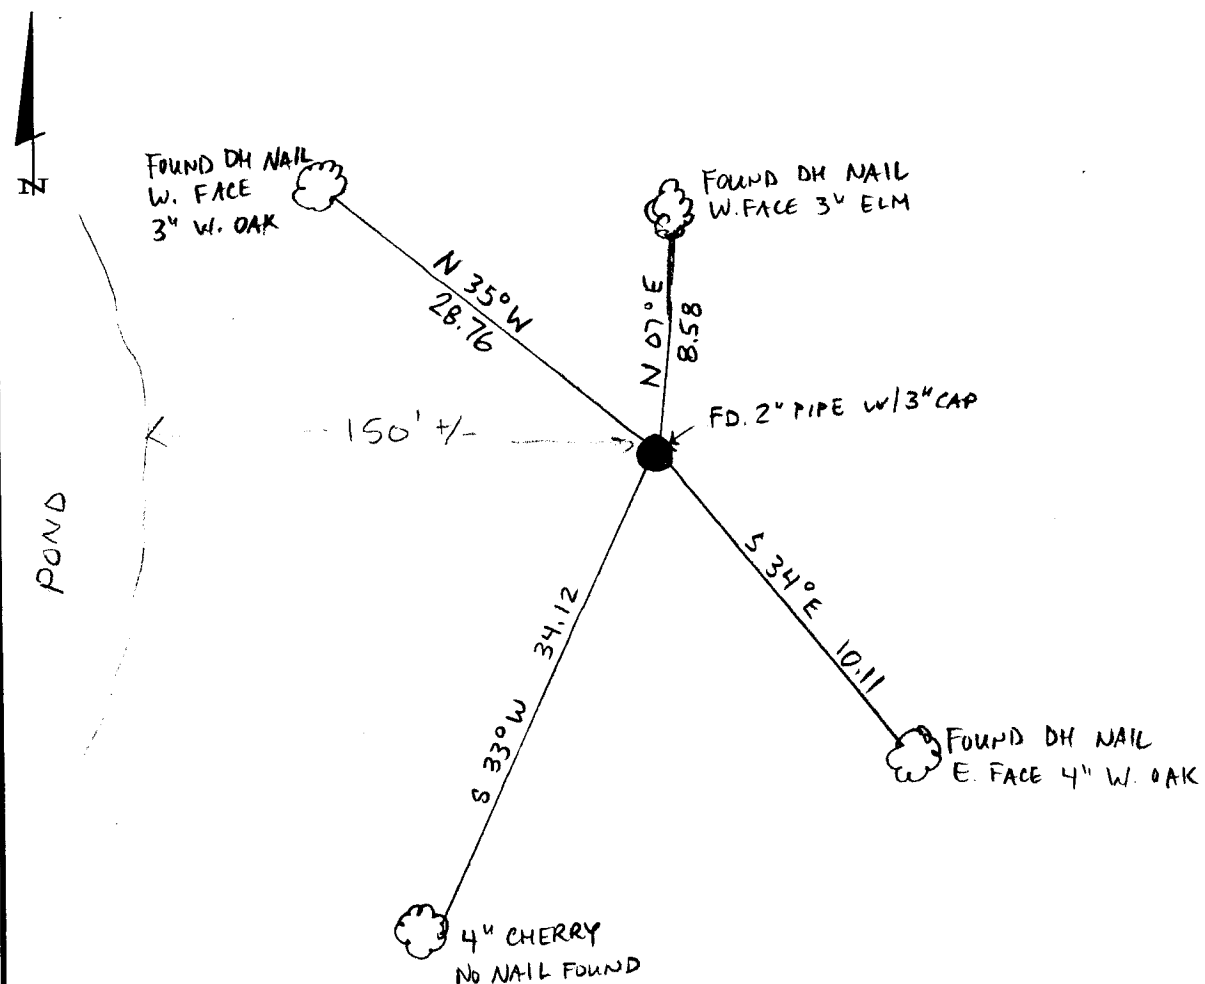 N
FOUND DH NAIL
W. FACE
3" W. OAK
FOUND DH NAIL
W. FACE 3" ELM
N 35° W
28.76
N 07° E
8.58
FD. 2" PIPE W/3" CAP
150' +/-
POND
S 34° E 10.11
S 33° W 34.12
FOUND DH NAIL
E. FACE 4" W. OAK
4" CHERRY
NO NAIL FOUND